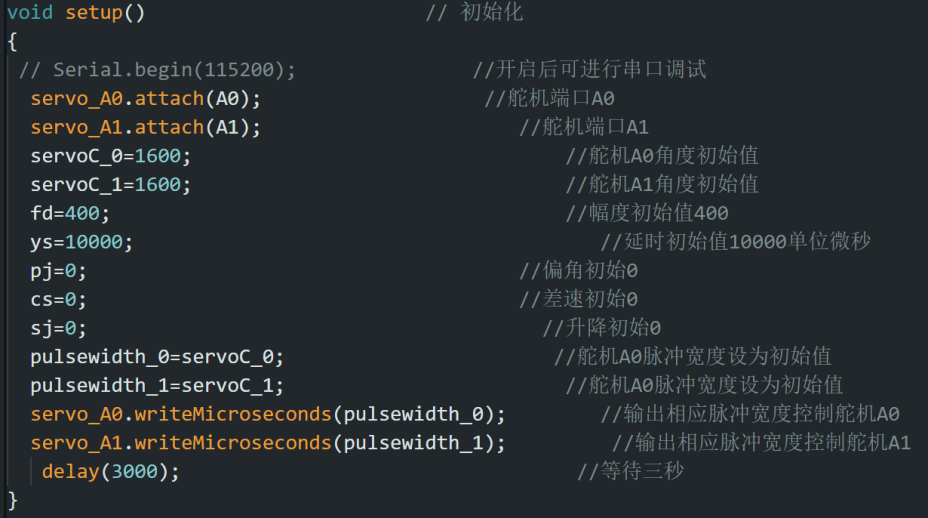 void setup() // 初始化
{
// Serial.begin(115200); //开启后可进行串口调试
servo_A0.attach(A0); //舵机端口A0
servo_A1.attach(A1); //舵机端口A1
servoC_0=1600; //舵机A0角度初始值
servoC_1=1600; //舵机A1角度初始值
fd=400; //幅度初始值400
ys=10000; //延时初始值10000单位微秒
pj=0; //偏角初始0
cs=0; //差速初始0
sj=0; //升降初始0
pulsewidth_0=servoC_0; //舵机A0脉冲宽度设为初始值
pulsewidth_1=servoC_1; //舵机A0脉冲宽度设为初始值
servo_A0.writeMicroseconds(pulsewidth_0); //输出相应脉冲宽度控制舵机A0
servo_A1.writeMicroseconds(pulsewidth_1); //输出相应脉冲宽度控制舵机A1
delay(3000); //等待三秒
}